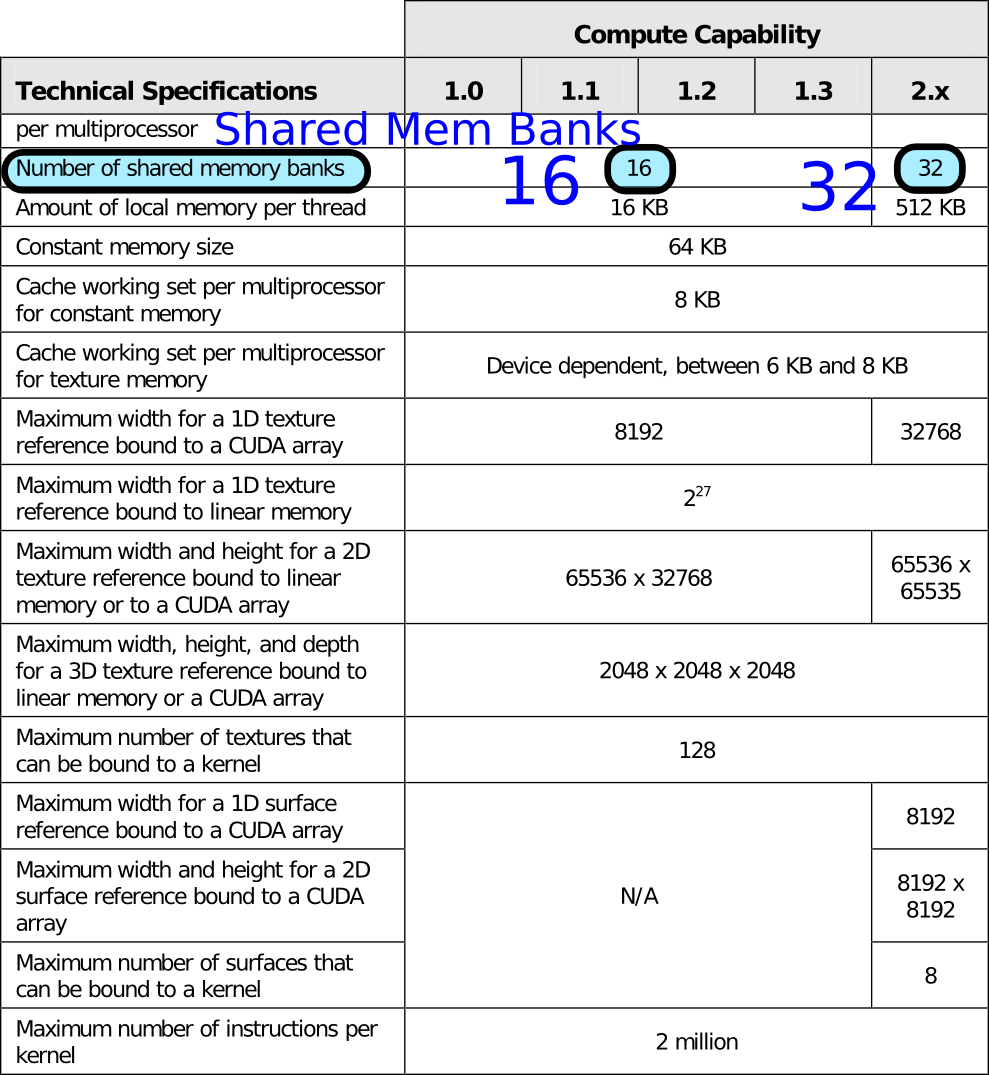 Compute Capability
Technical Specifications 1.0 1.1 1.2 1.3 2.x
per multiprocessor Shared Mem Banks
Number of shared memory banks 16 16 32 32
Amount of local memory per thread 16 KB 512 KB
Constant memory size 64 KB
Cache working set per multiprocessor
for constant memory
8 KB
Cache working set per multiprocessor
for texture memory
Device dependent, between 6 KB and 8 KB
Maximum width for a 1D texture
reference bound to a CUDA array
8192
32768
Maximum width for a 1D texture
reference bound to linear memory
2²⁷
Maximum width and height for a 2D
texture reference bound to linear
memory or to a CUDA array
65536 x 32768
65536 x
65535
Maximum width, height, and depth
for a 3D texture reference bound to
linear memory or a CUDA array
2048 x 2048 x 2048
Maximum number of textures that
can be bound to a kernel
128
Maximum width for a 1D surface
reference bound to a CUDA array
N/A
8192
Maximum width and height for a 2D
surface reference bound to a CUDA
array
8192 x
8192
Maximum number of surfaces that
can be bound to a kernel
8
Maximum number of instructions per
kernel
2 million